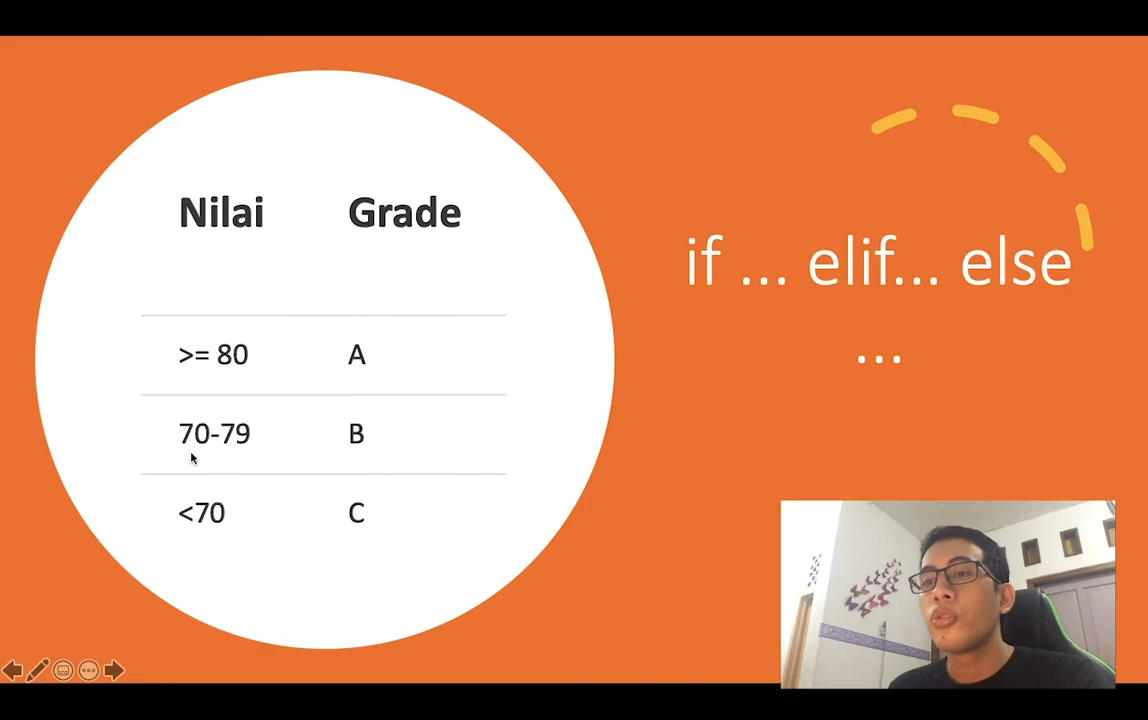 Nilai Grade
>= 80 A
70-79 B
<70 C
if ... elif... else
...